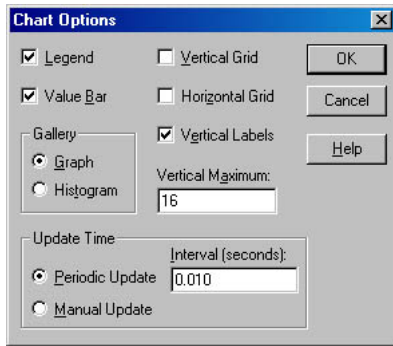 Chart Options
Legend
Vertical Grid
OK
Value Bar
Horizontal Grid
Cancel
Gallery
Vertical Labels
Graph
Help
Histogram
Vertical Maximum:
16
Update Time
Interval (seconds):
Periodic Update
0.010
Manual Update